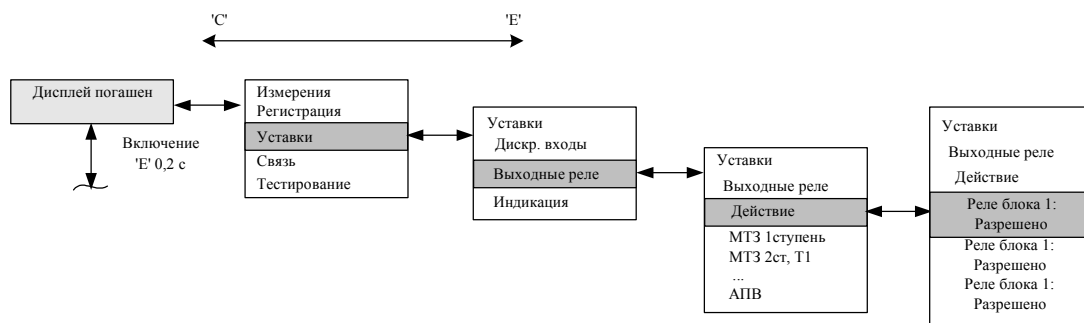 'C'
'E'
Дисплей погашен
Включение
'E' 0,2 с
Измерения
Регистрация
Уставки
Связь
Тестирование
Уставки
Дискр. входы
Выходные реле
Индикация
Уставки
Выходные реле
Действие
МТЗ 1ступень
МТЗ 2ст, Т1
...
АПВ
Уставки
Выходные реле
Действие
Реле блока 1:
Разрешено
Реле блока 1:
Разрешено
Реле блока 1:
Разрешено